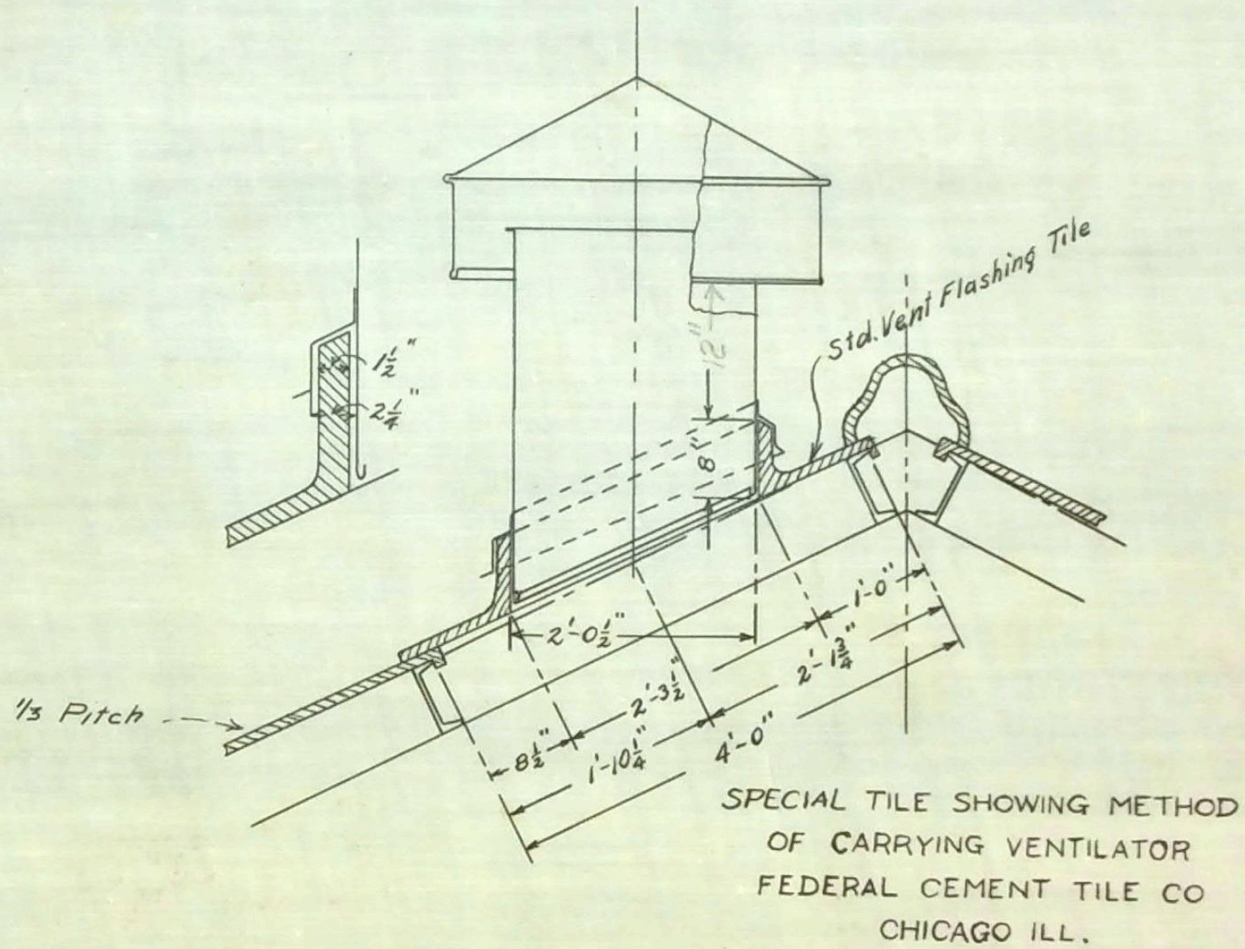 Std. Vent Flashing Tile
1½"
2¼"
12"
8"
1'-0"
2'-0½"
2'-1¾"
2'-3½"
1/3 Pitch
8½"
1'-10¼"
4'-0"
SPECIAL TILE SHOWING METHOD
OF CARRYING VENTILATOR
FEDERAL CEMENT TILE CO
CHICAGO ILL.